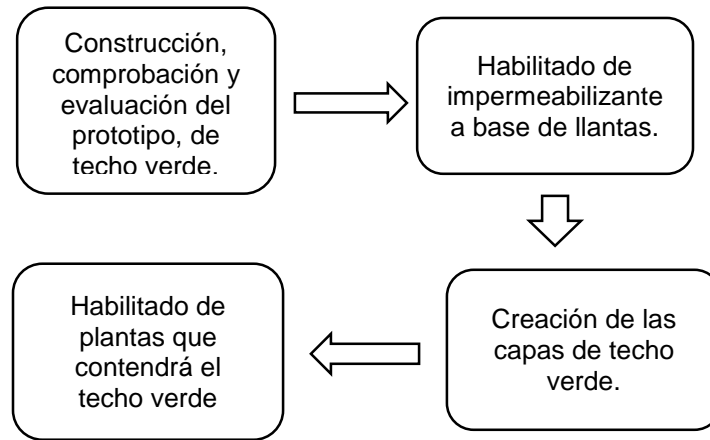 Construcción,
comprobación y
evaluación del
prototipo, de
techo verde.
Habilitado de
impermeabilizante
a base de llantas.
Creación de las
capas de techo
verde.
Habilitado de
plantas que
contendrá el
techo verde